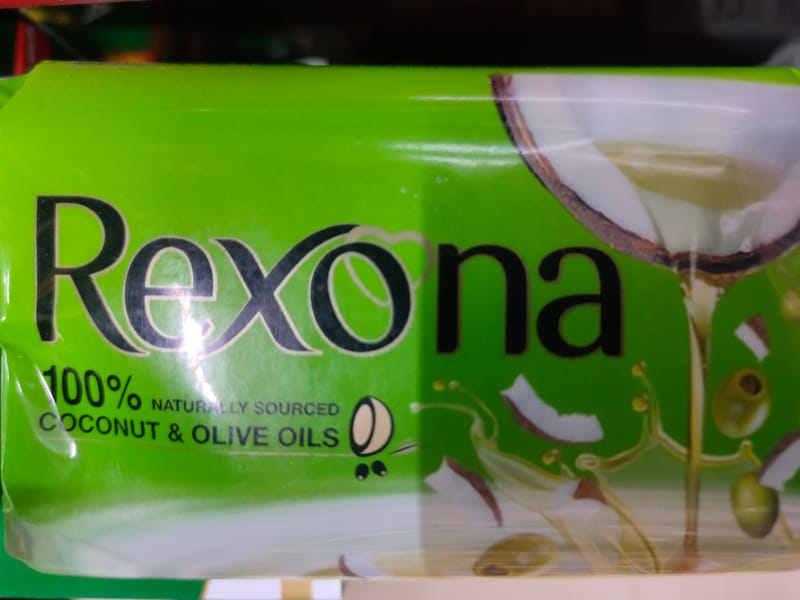 Rexona
100% NATURALLY SOURCED
COCONUT & OLIVE OILS